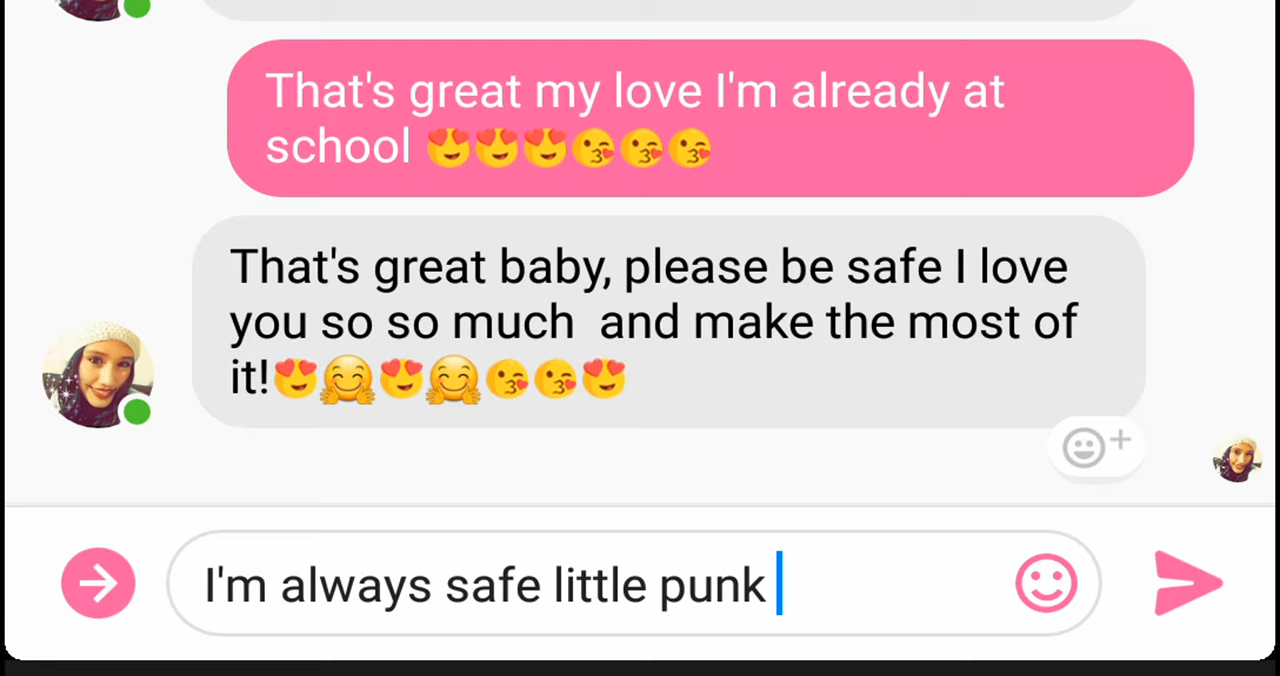 That's great my love I'm already at
school 😍😍😍😘😘😘
That's great baby, please be safe I love
you so so much  and make the most of
it!😍🤗😍🤗😘😘😍
I'm always safe little punk